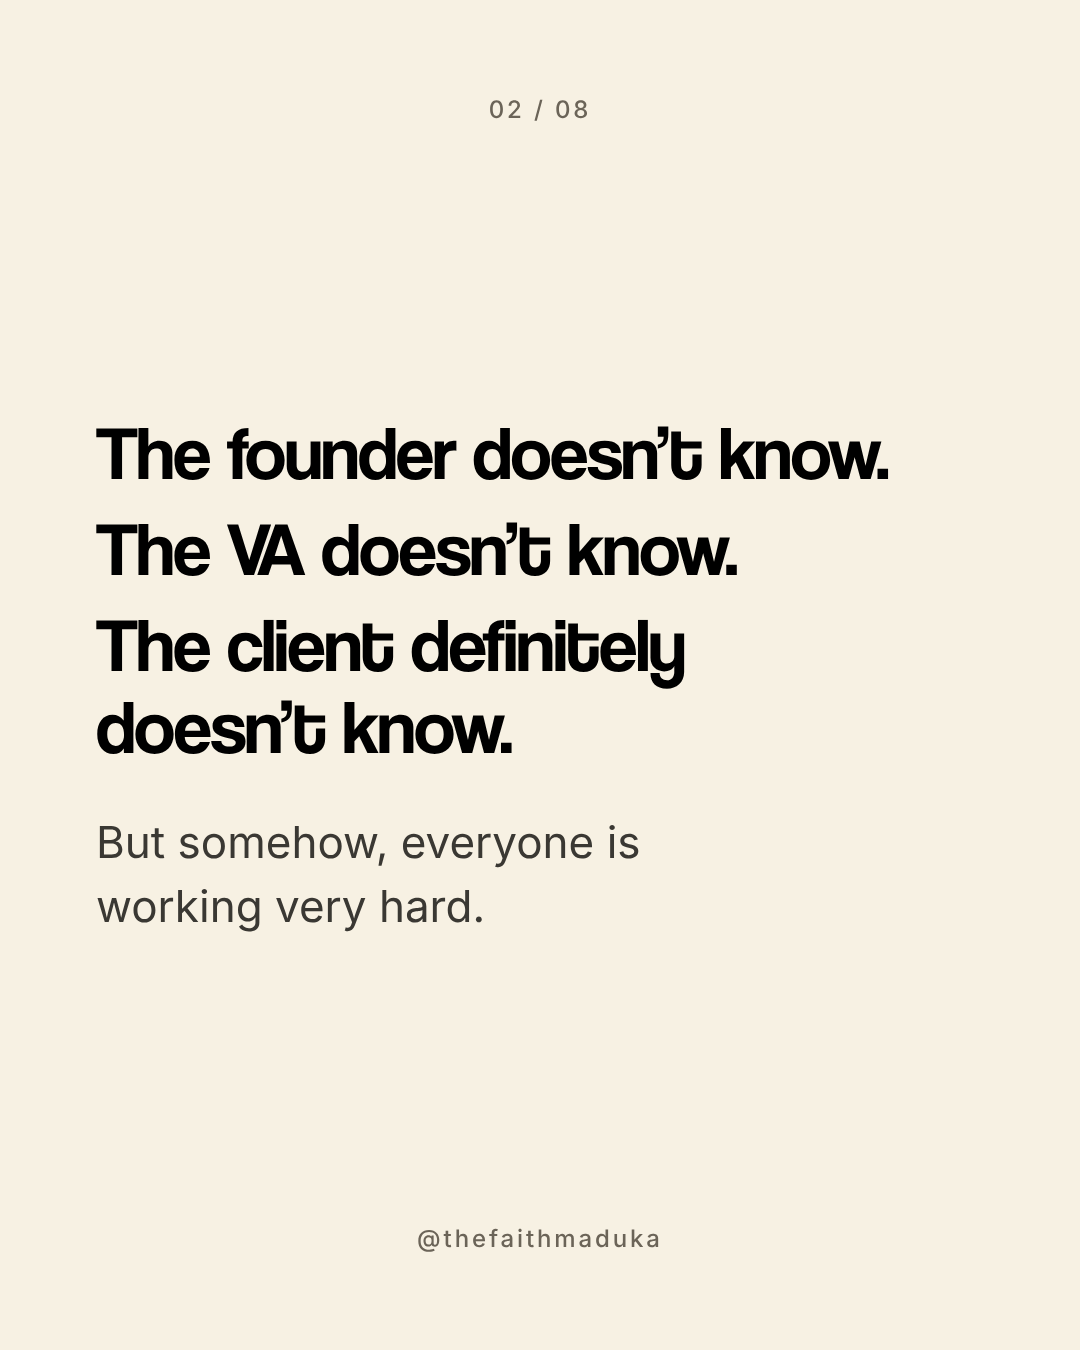 02 / 08
The founder doesn’t know.
The VA doesn’t know.
The client definitely
doesn’t know.
But somehow, everyone is
working very hard.
@thefaithmaduka